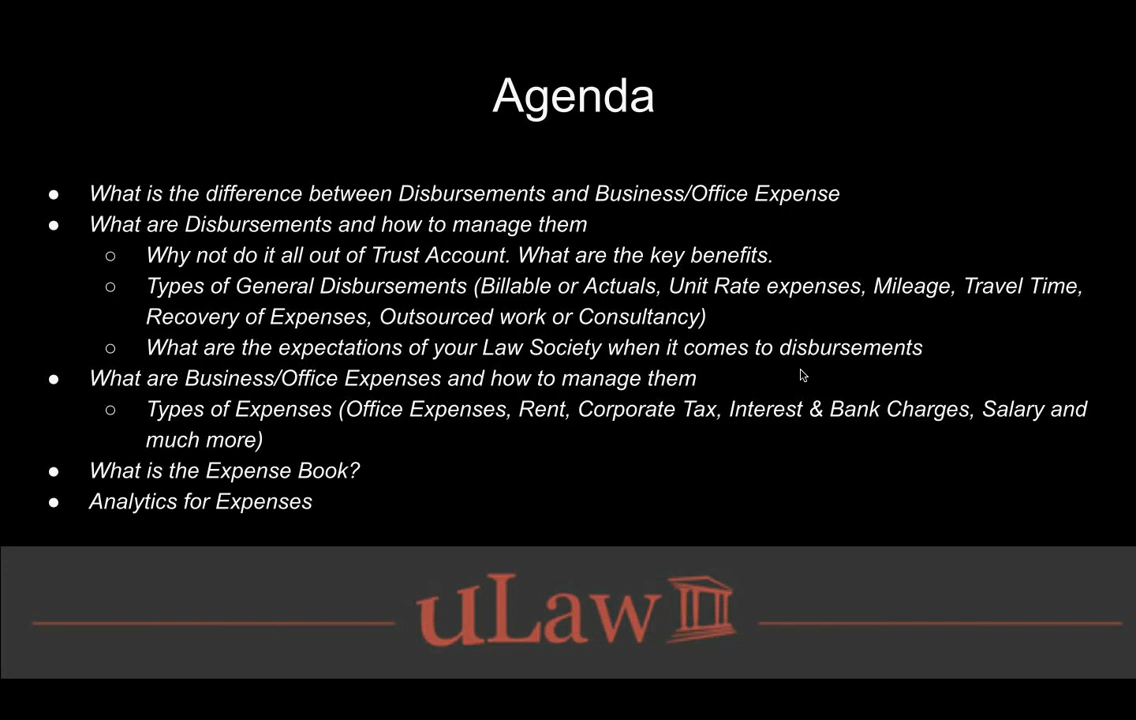 Agenda
● What is the difference between Disbursements and Business/Office Expense
● What are Disbursements and how to manage them
○ Why not do it all out of Trust Account. What are the key benefits.
○ Types of General Disbursements (Billable or Actuals, Unit Rate expenses, Mileage, Travel Time,
Recovery of Expenses, Outsourced work or Consultancy)
○ What are the expectations of your Law Society when it comes to disbursements
● What are Business/Office Expenses and how to manage them
○ Types of Expenses (Office Expenses, Rent, Corporate Tax, Interest & Bank Charges, Salary and
much more)
● What is the Expense Book?
● Analytics for Expenses
uLaw